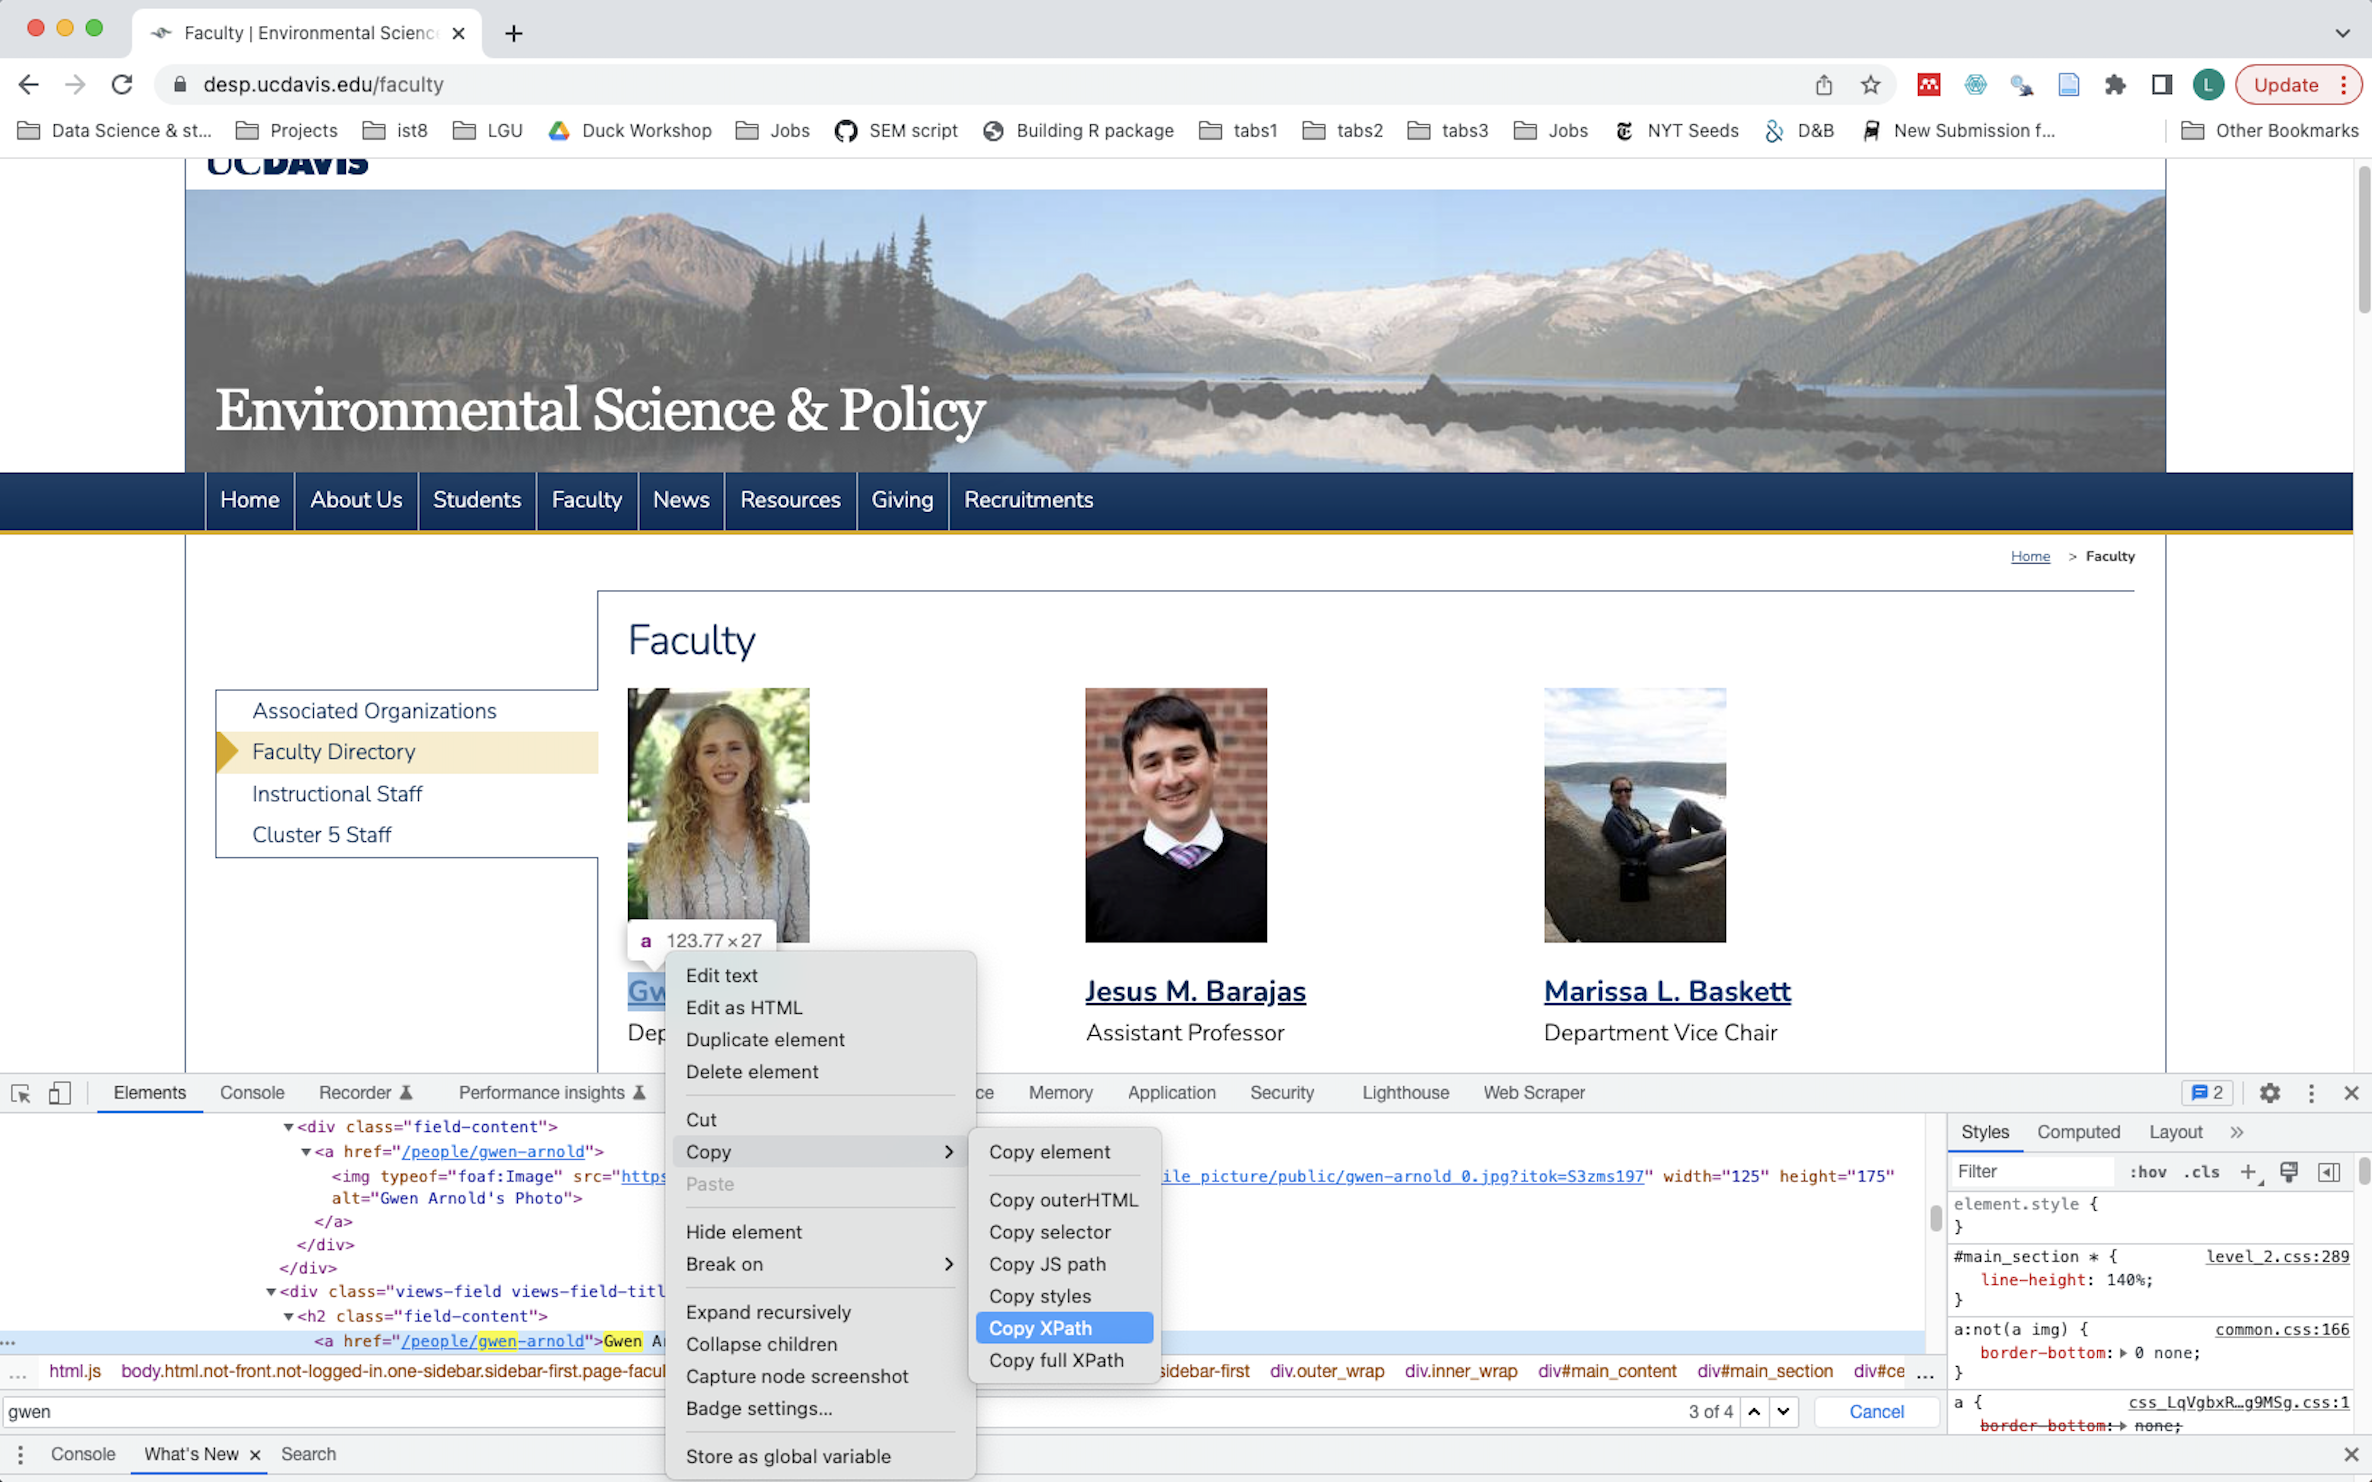 Faculty | Environmental Science
desp.ucdavis.edu/faculty
L
Update
Data Science & st...
Projects
ist8
LGU
Duck Workshop
Jobs
SEM script
Building R package
tabs1
tabs2
tabs3
Jobs
NYT Seeds
D&B
New Submission f...
Other Bookmarks
UCDAVIS
Environmental Science & Policy
Home
About Us
Students
Faculty
News
Resources
Giving
Recruitments
Home > Faculty
Faculty
Associated Organizations
Faculty Directory
Instructional Staff
Cluster 5 Staff
a 123.77×27
Gw
Dep
Jesus M. Barajas
Assistant Professor
Marissa L. Baskett
Department Vice Chair
Edit text
Edit as HTML
Duplicate element
Delete element
Cut
Copy
Paste
Hide element
Break on
Expand recursively
Collapse children
Capture node screenshot
Badge settings...
Store as global variable
Copy element
Copy outerHTML
Copy selector
Copy JS path
Copy styles
Copy XPath
Copy full XPath
Elements
Console
Recorder
Performance insights
ce
Memory
Application
Security
Lighthouse
Web Scraper
2
<div class="field-content">
<a href="/people/gwen-arnold">
<img typeof="foaf:Image" src="https ile_picture/public/gwen-arnold_0.jpg?itok=S3zms197" width="125" height="175"
alt="Gwen Arnold's Photo">
</a>
</div>
</div>
<div class="views-field views-field-titl
<h2 class="field-content">
... <a href="/people/gwen-arnold">Gwen Ar
... html.js body.html.not-front.not-logged-in.one-sidebar.sidebar-first.page-facul sidebar-first div.outer_wrap div.inner_wrap div#main_content div#main_section div#ce ...
gwen
3 of 4
Cancel
Console
What's New
Search
Styles
Computed
Layout
Filter
:hov .cls
element.style {
}
#main_section * { level_2.css:289
line-height: 140%;
}
a:not(a img) { common.css:166
border-bottom: 0 none;
}
a { css_LqVgbxR…g9MSg.css:1
border-bottom: none;